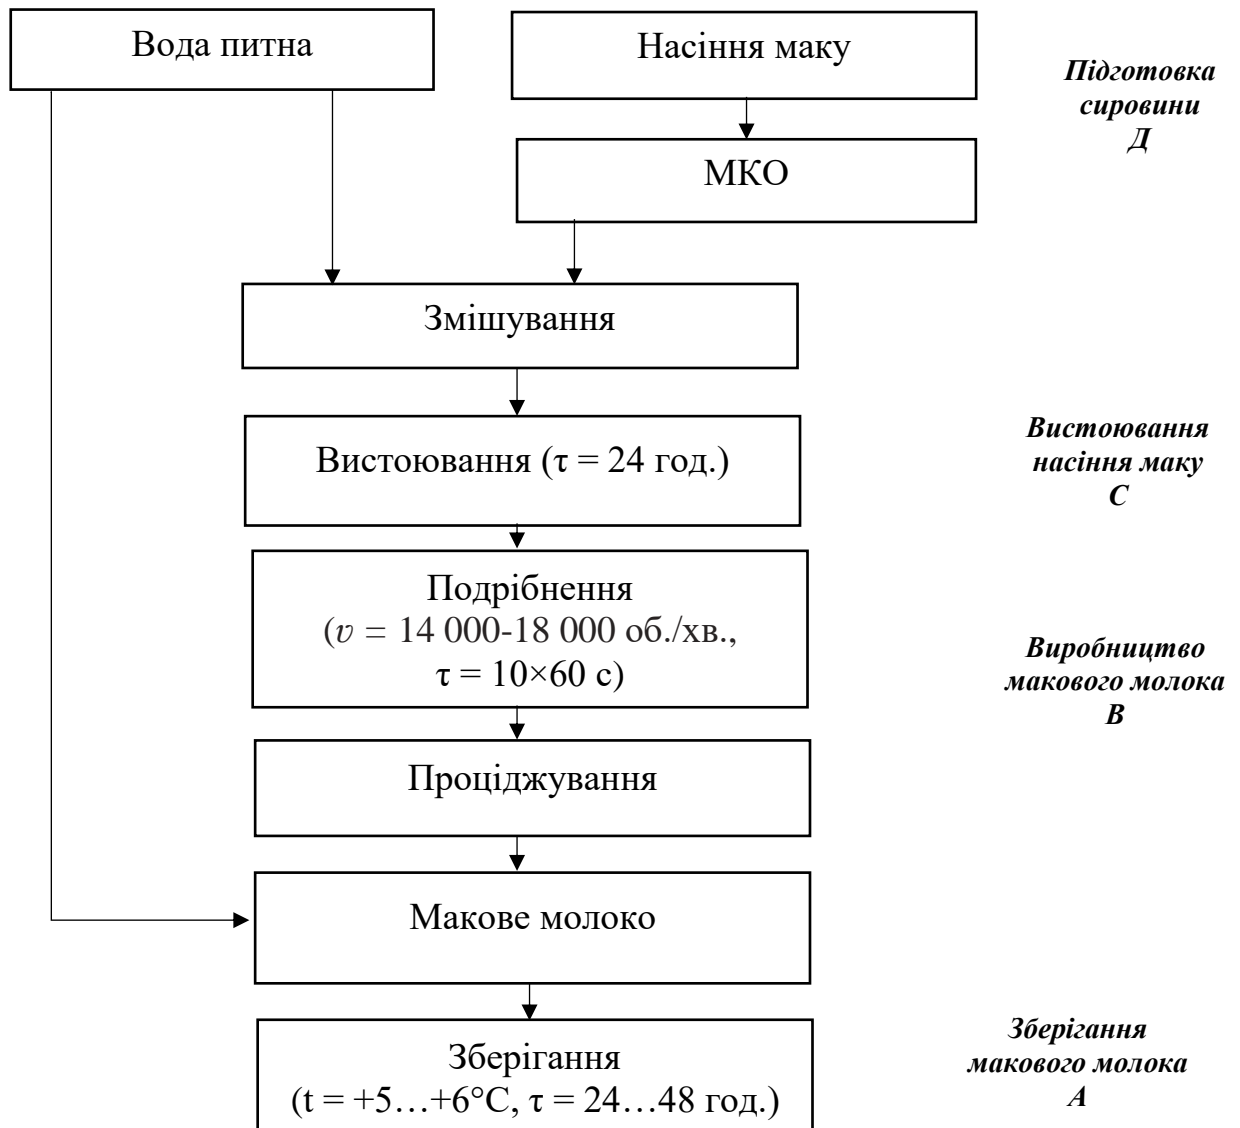 Вода питна
Насіння маку
Підготовка
сировини
Д
МКО
Змішування
Вистоювання (τ = 24 год.)
Вистоювання
насіння маку
С
Подрібнення
(v = 14 000-18 000 об./хв.,
τ = 10×60 с)
Виробництво
макового молока
В
Проціджування
Макове молоко
Зберігання
(t = +5…+6°С, τ = 24…48 год.)
Зберігання
макового молока
А